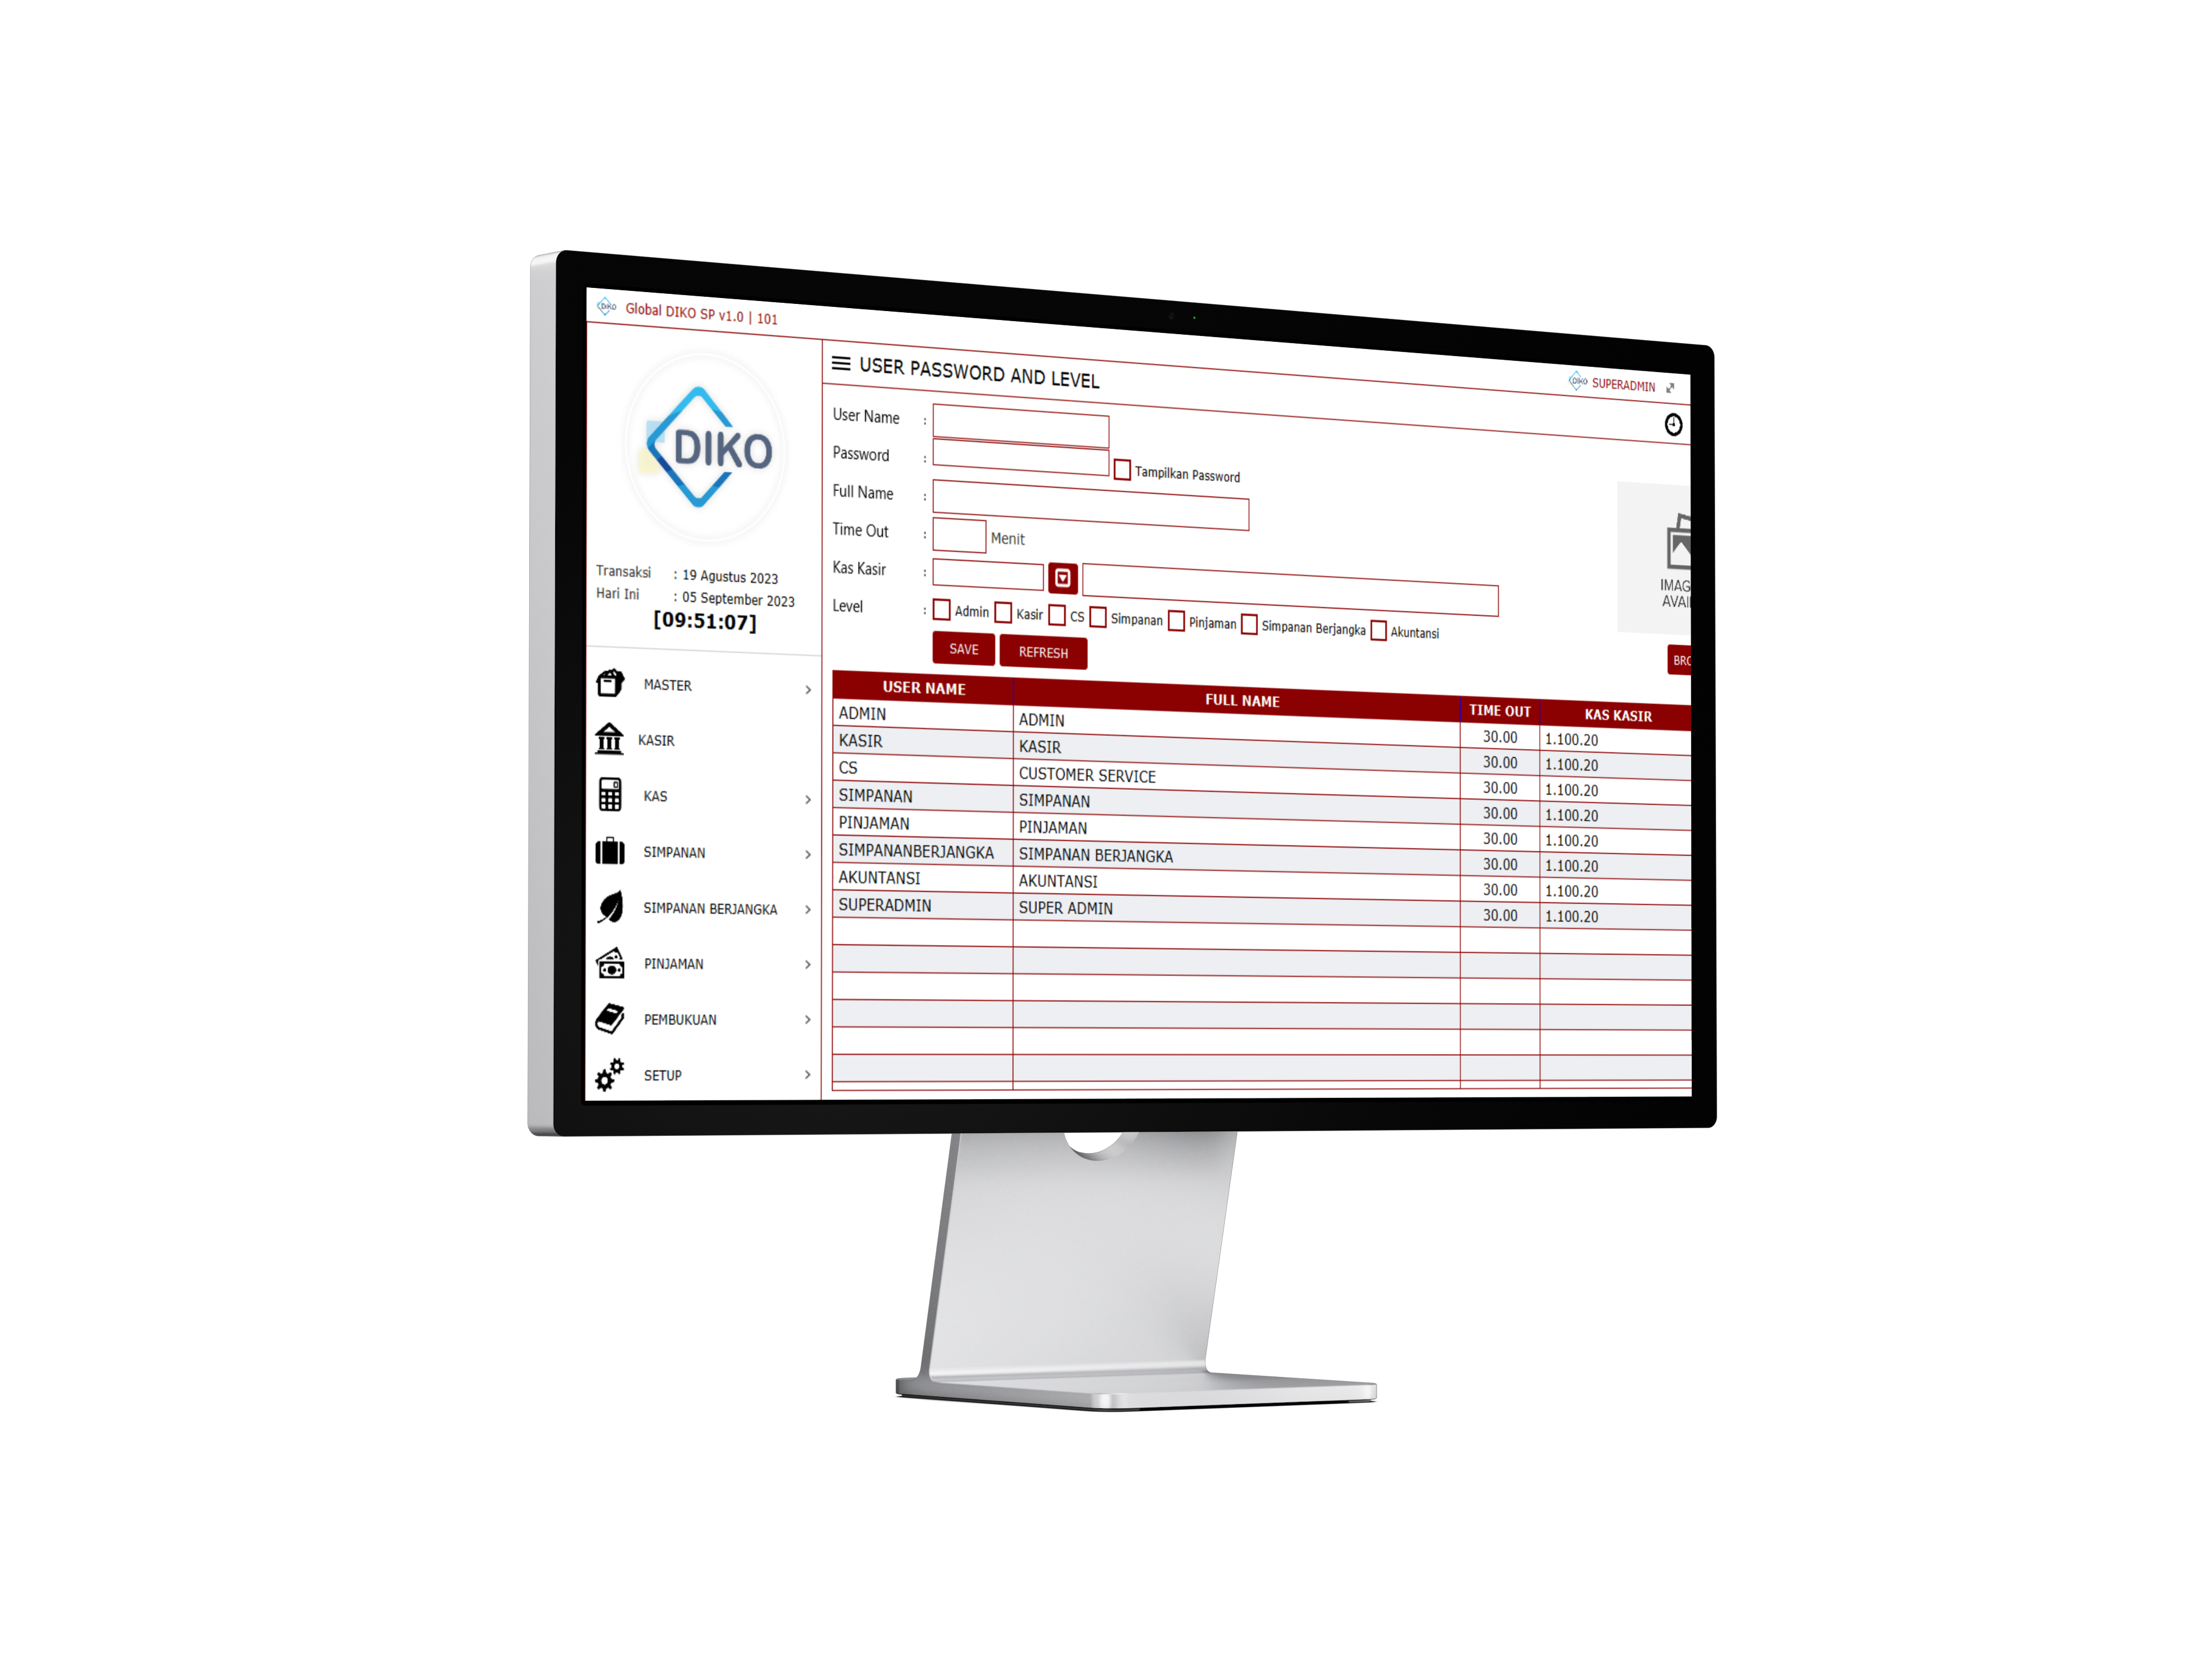 DIKO Global DIKO SP v1.0 | 101
DIKO SUPERADMIN
DIKO
Transaksi : 19 Agustus 2023
Hari Ini : 05 September 2023
[09:51:07]
MASTER
KASIR
KAS
SIMPANAN
SIMPANAN BERJANGKA
PINJAMAN
PEMBUKUAN
SETUP
USER PASSWORD AND LEVEL
User Name :
Password : Tampilkan Password
Full Name :
Time Out : Menit
Kas Kasir :
Level : Admin Kasir CS Simpanan Pinjaman Simpanan Berjangka Akuntansi
SAVE REFRESH
IMAG
AVAI
BRO
USER NAME FULL NAME TIME OUT KAS KASIR
ADMIN ADMIN 30.00 1.100.20
KASIR KASIR 30.00 1.100.20
CS CUSTOMER SERVICE 30.00 1.100.20
SIMPANAN SIMPANAN 30.00 1.100.20
PINJAMAN PINJAMAN 30.00 1.100.20
SIMPANANBERJANGKA SIMPANAN BERJANGKA 30.00 1.100.20
AKUNTANSI AKUNTANSI 30.00 1.100.20
SUPERADMIN SUPER ADMIN 30.00 1.100.20